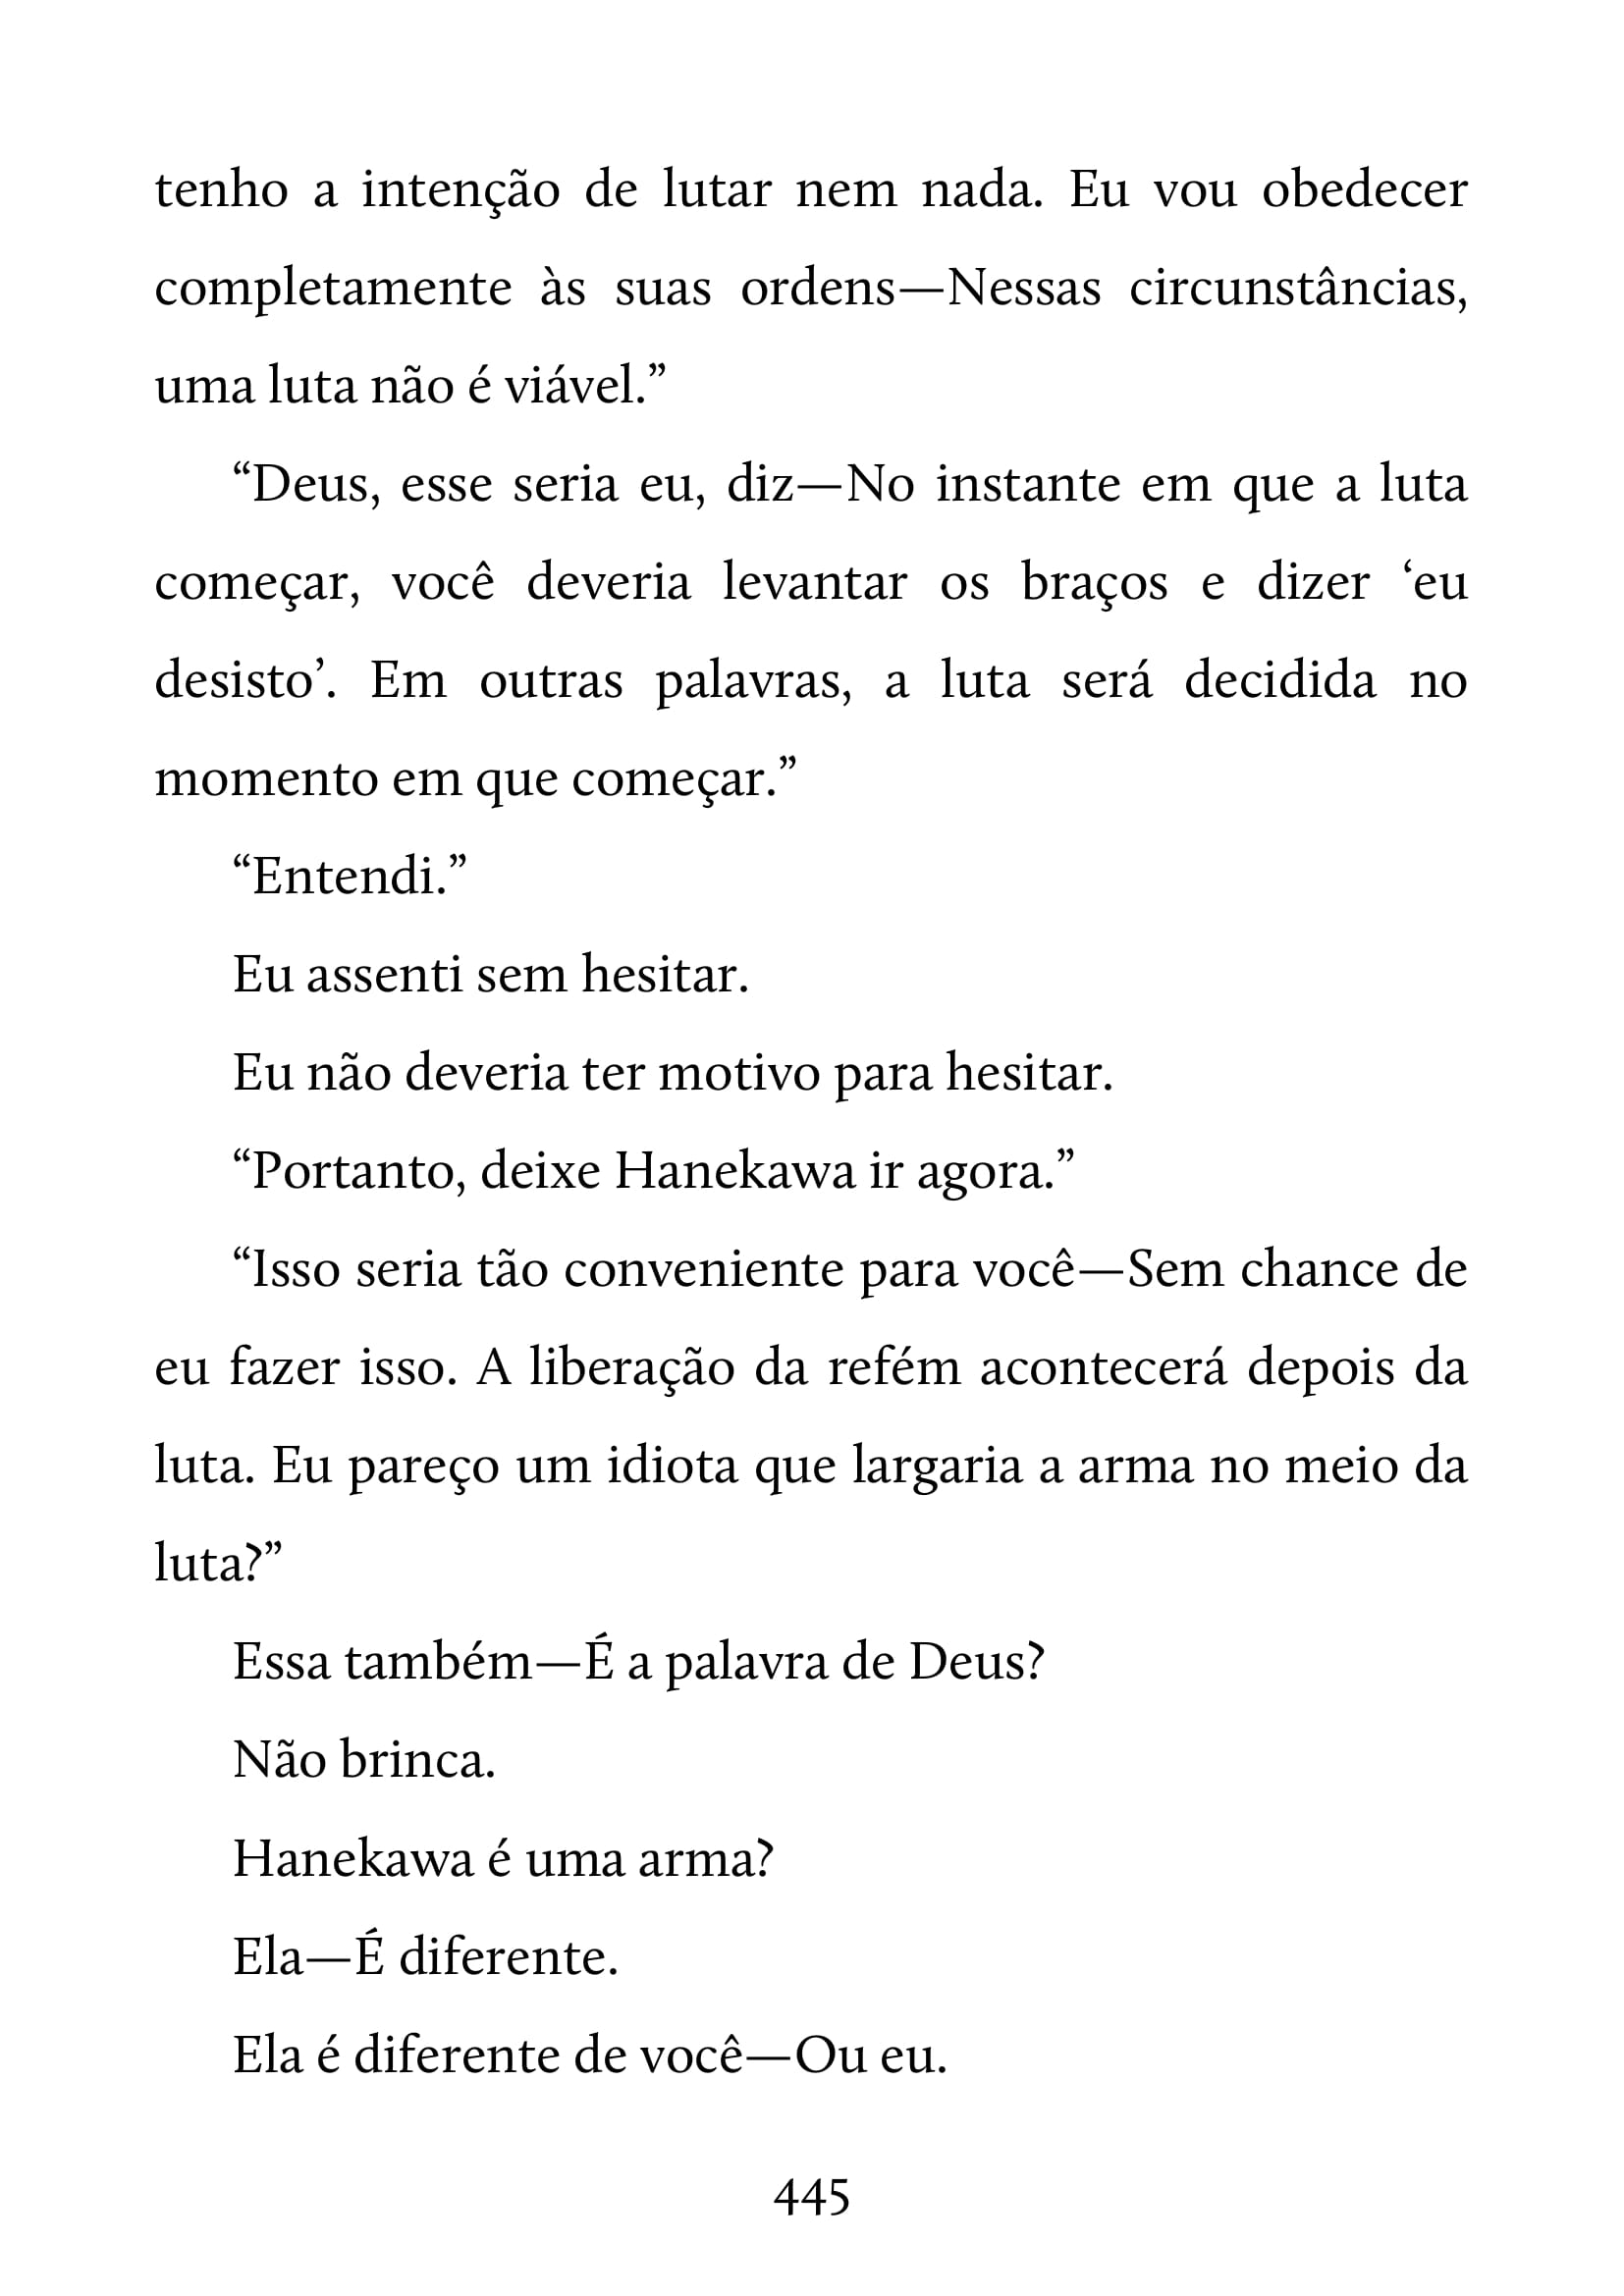 tenho a intenção de lutar nem nada. Eu vou obedecer
completamente às suas ordens—Nessas circunstâncias,
uma luta não é viável.”
“Deus, esse seria eu, diz—No instante em que a luta
começar, você deveria levantar os braços e dizer ‘eu
desisto’. Em outras palavras, a luta será decidida no
momento em que começar.”
“Entendi.”
Eu assenti sem hesitar.
Eu não deveria ter motivo para hesitar.
“Portanto, deixe Hanekawa ir agora.”
“Isso seria tão conveniente para você—Sem chance de
eu fazer isso. A liberação da refém acontecerá depois da
luta. Eu pareço um idiota que largaria a arma no meio da
luta?”
Essa também—É a palavra de Deus?
Não brinca.
Hanekawa é uma arma?
Ela—É diferente.
Ela é diferente de você—Ou eu.
445